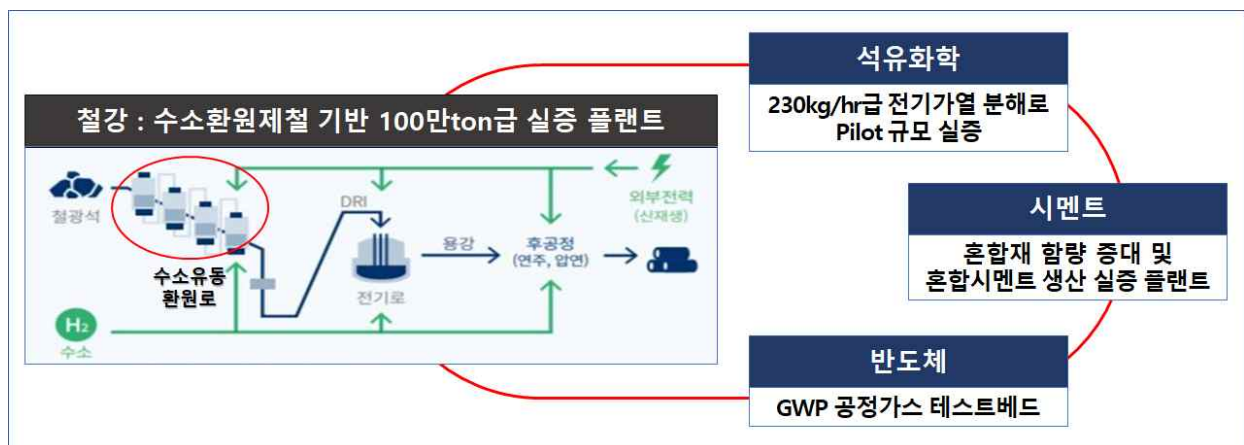 철강 : 수소환원제철 기반 100만ton급 실증 플랜트
철광석
수소유동
환원로
H2
수소
DRI
전기로
용강
후공정
(연주, 압연)
외부전력
(신재생)
석유화학
230kg/hr급 전기가열 분해로
Pilot 규모 실증
시멘트
혼합재 함량 증대 및
혼합시멘트 생산 실증 플랜트
반도체
GWP 공정가스 테스트베드